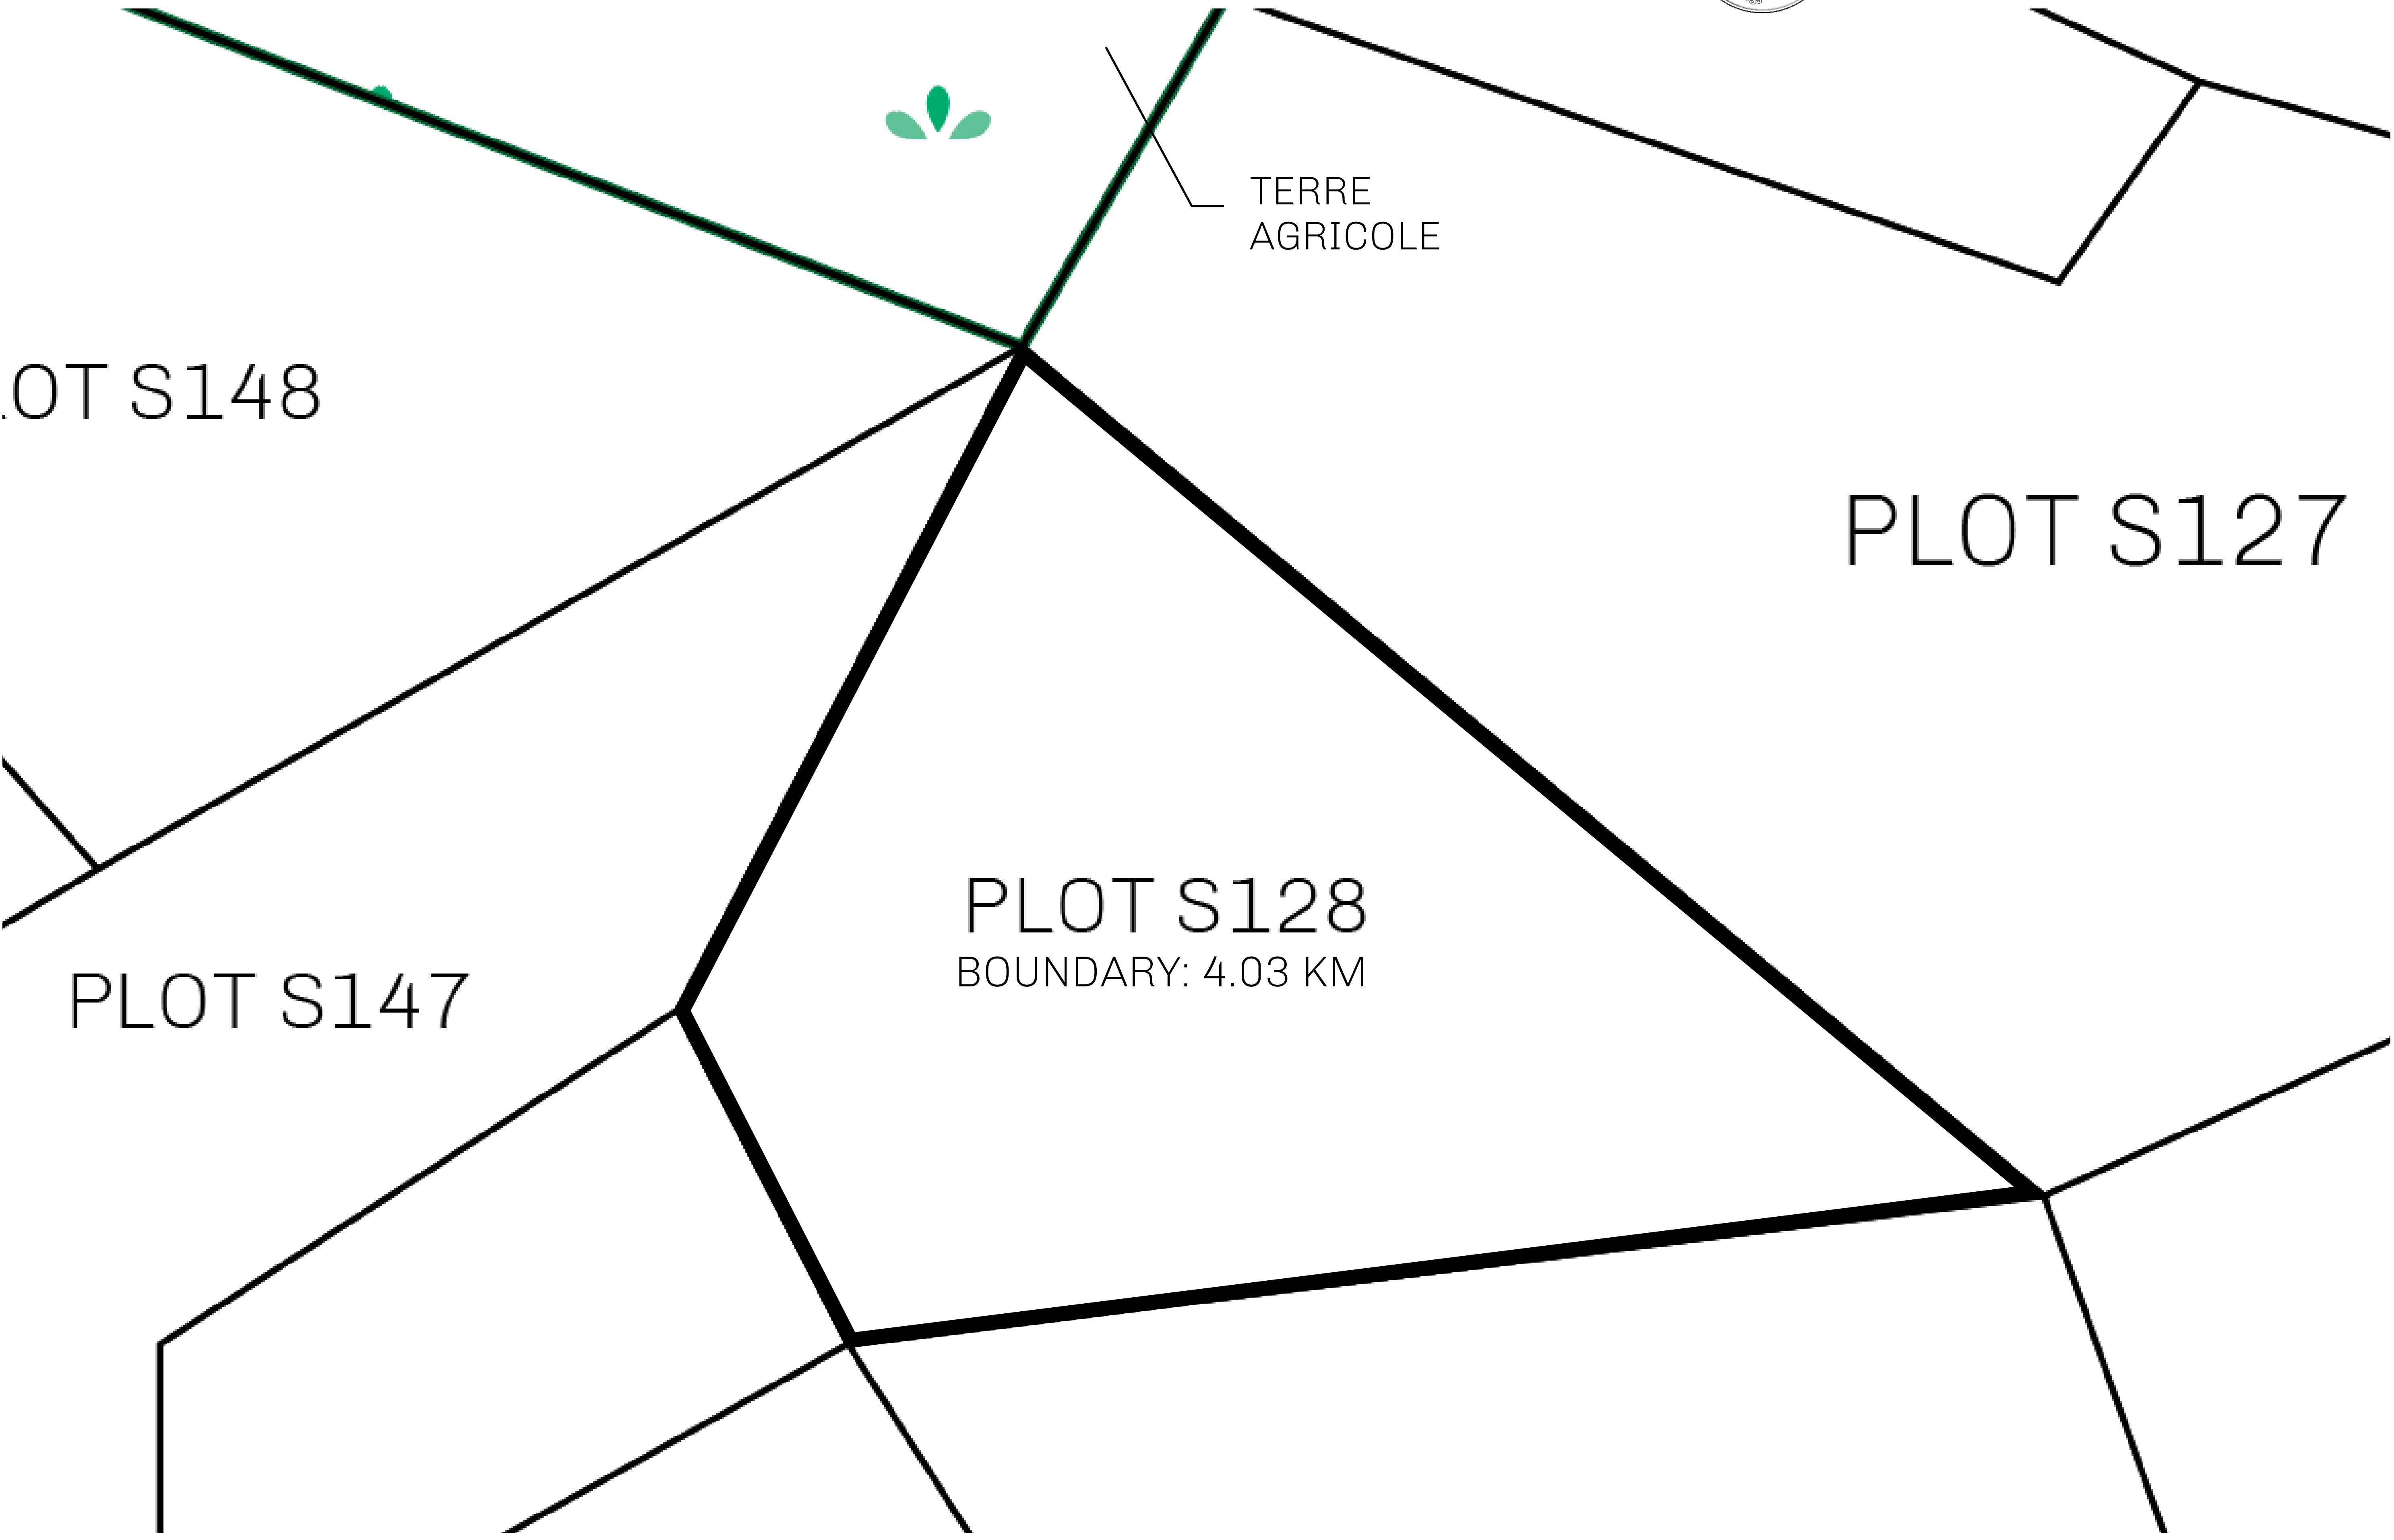 TERRE
AGRICOLE
OT S148
PLOT S127
PLOT S128
BOUNDARY: 4.03 KM
PLOT S147